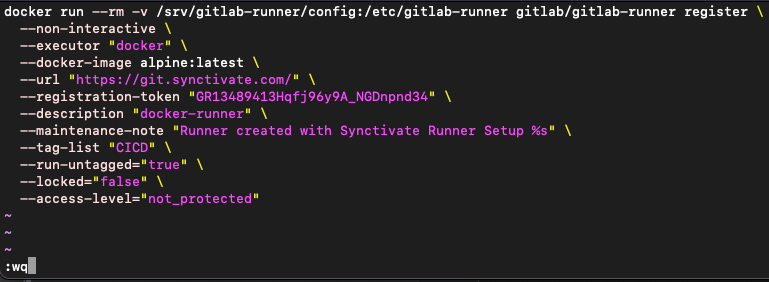 docker run --rm -v /srv/gitlab-runner/config:/etc/gitlab-runner gitlab/gitlab-runner register \
  --non-interactive \
  --executor "docker" \
  --docker-image alpine:latest \
  --url "https://git.synctivate.com/" \
  --registration-token "GR13489413Hqfj96y9A_NGDnpnd34" \
  --description "docker-runner" \
  --maintenance-note "Runner created with Synctivate Runner Setup %s" \
  --tag-list "CICD" \
  --run-untagged="true" \
  --locked="false" \
  --access-level="not_protected"
~
~
~
:wq